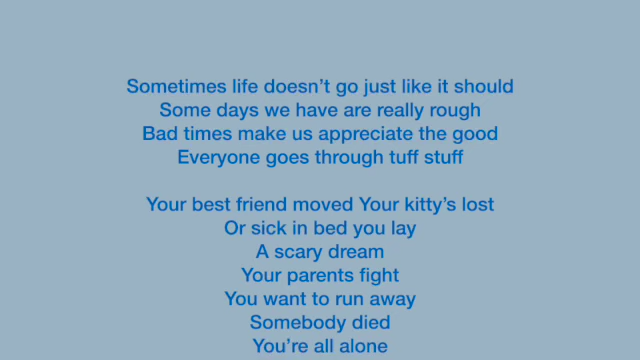 Sometimes life doesn’t go just like it should
Some days we have are really rough
Bad times make us appreciate the good
Everyone goes through tuff stuff
Your best friend moved Your kitty’s lost
Or sick in bed you lay
A scary dream
Your parents fight
You want to run away
Somebody died
You’re all alone